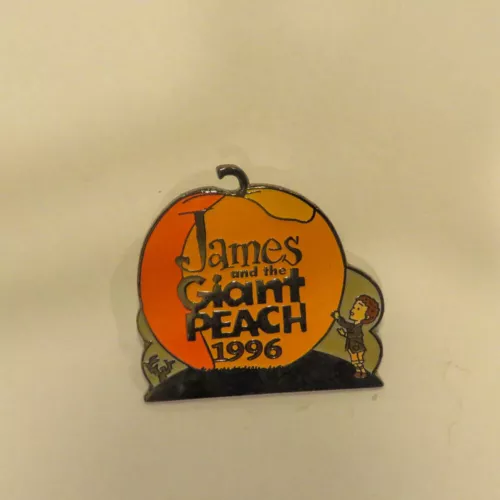 James
and the
Giant
PEACH
1996